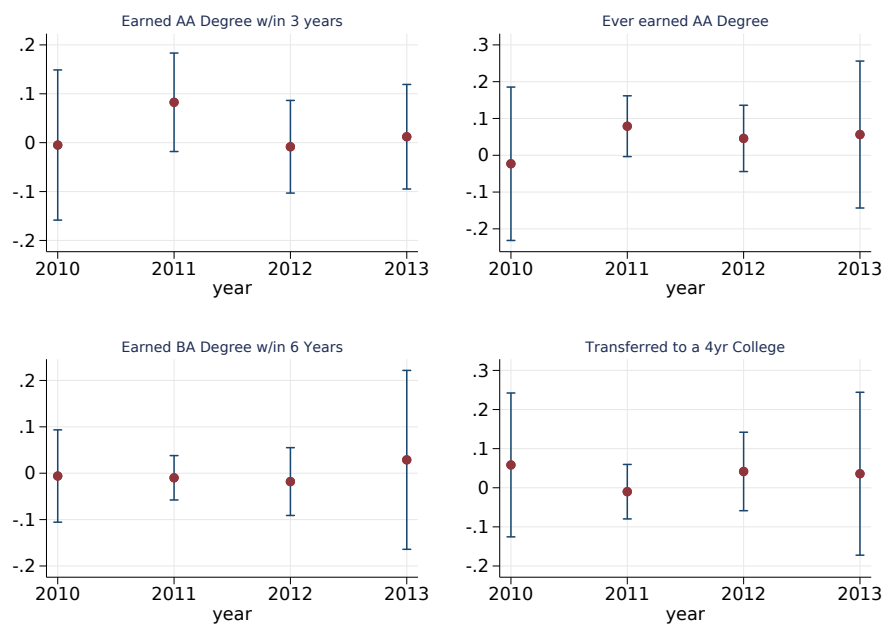 Earned AA Degree w/in 3 years
.2
.1
0
-.1
-.2
2010 2011 2012 2013
year
Ever earned AA Degree
.3
.2
.1
0
-.1
-.2
2010 2011 2012 2013
year
Earned BA Degree w/in 6 Years
.2
.1
0
-.1
-.2
2010 2011 2012 2013
year
Transferred to a 4yr College
.3
.2
.1
0
-.1
-.2
2010 2011 2012 2013
year